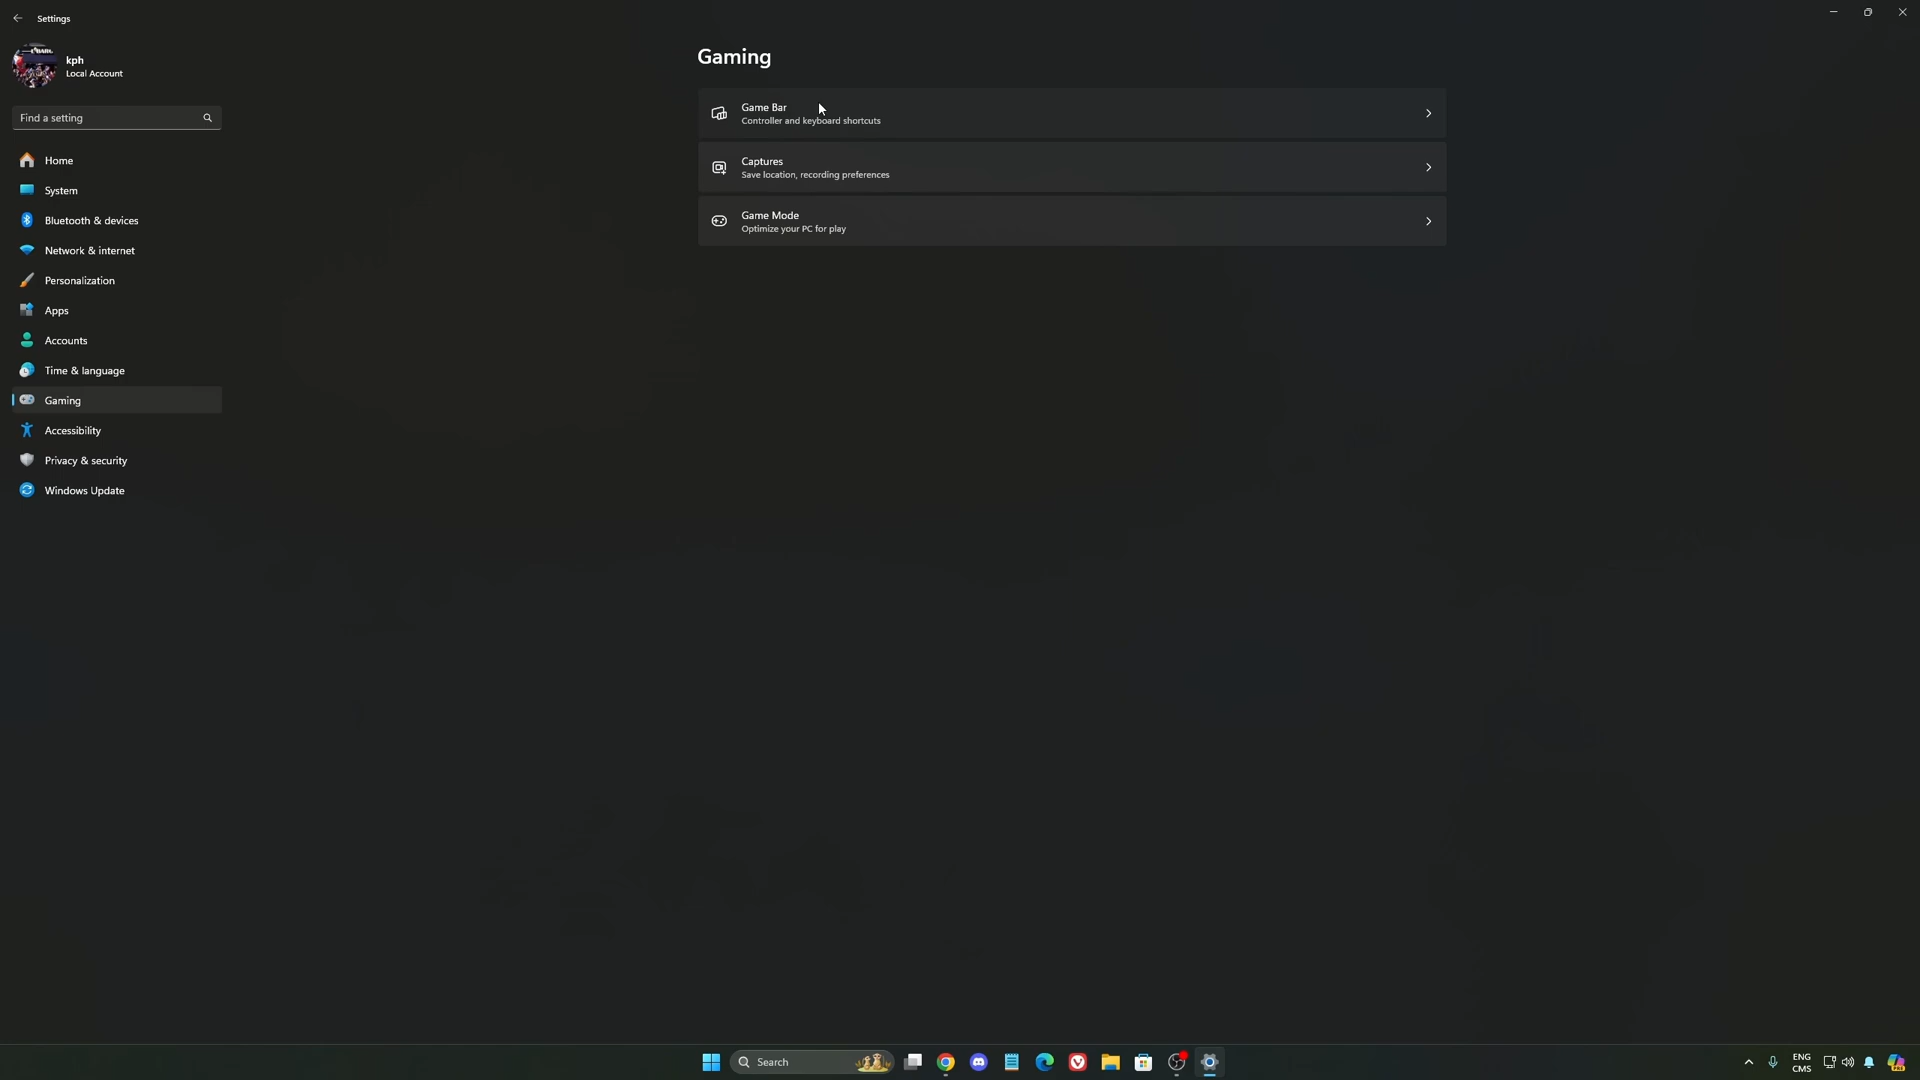 Settings
kph
Local Account
Find a setting
Home
System
Bluetooth & devices
Network & internet
Personalization
Apps
Accounts
Time & language
Gaming
Accessibility
Privacy & security
Windows Update
Gaming
Game Bar
Controller and keyboard shortcuts
Captures
Save location, recording preferences
Game Mode
Optimize your PC for play
Search
ENG
CMS